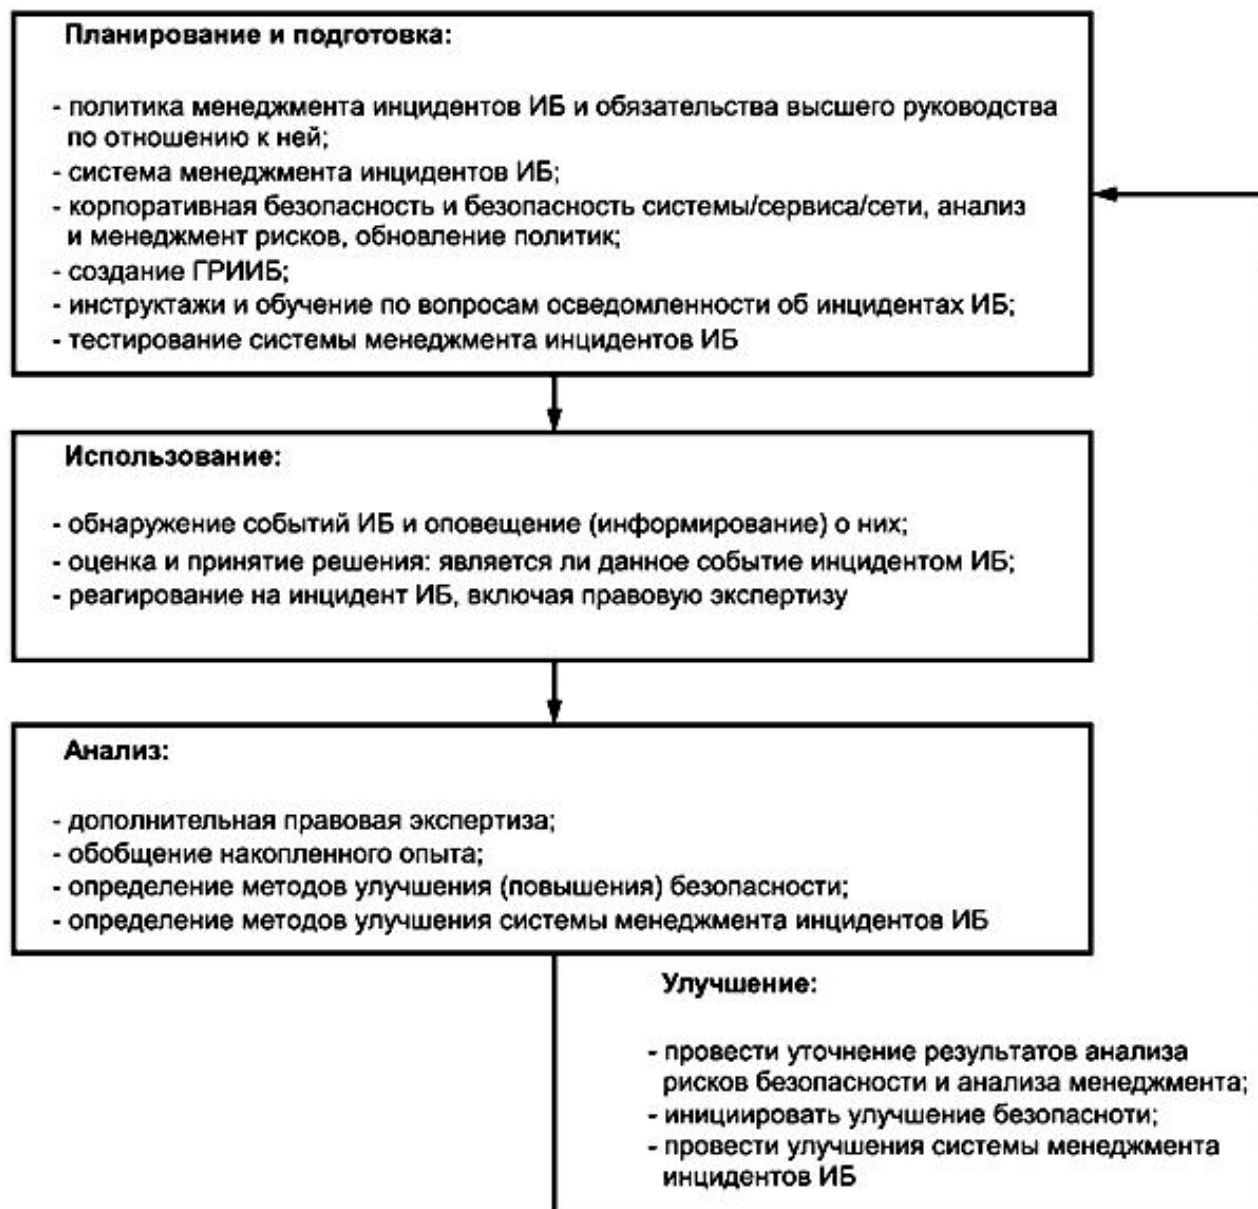 Планирование и подготовка:
- политика менеджмента инцидентов ИБ и обязательства высшего руководства
по отношению к ней;
- система менеджмента инцидентов ИБ;
- корпоративная безопасность и безопасность системы/сервиса/сети, анализ
и менеджмент рисков, обновление политик;
- создание ГРИИБ;
- инструктажи и обучение по вопросам осведомленности об инцидентах ИБ;
- тестирование системы менеджмента инцидентов ИБ
Использование:
- обнаружение событий ИБ и оповещение (информирование) о них;
- оценка и принятие решения: является ли данное событие инцидентом ИБ;
- реагирование на инцидент ИБ, включая правовую экспертизу
Анализ:
- дополнительная правовая экспертиза;
- обобщение накопленного опыта;
- определение методов улучшения (повышения) безопасности;
- определение методов улучшения системы менеджмента инцидентов ИБ
Улучшение:
- провести уточнение результатов анализа
рисков безопасности и анализа менеджмента;
- инициировать улучшение безопасноти;
- провести улучшения системы менеджмента
инцидентов ИБ